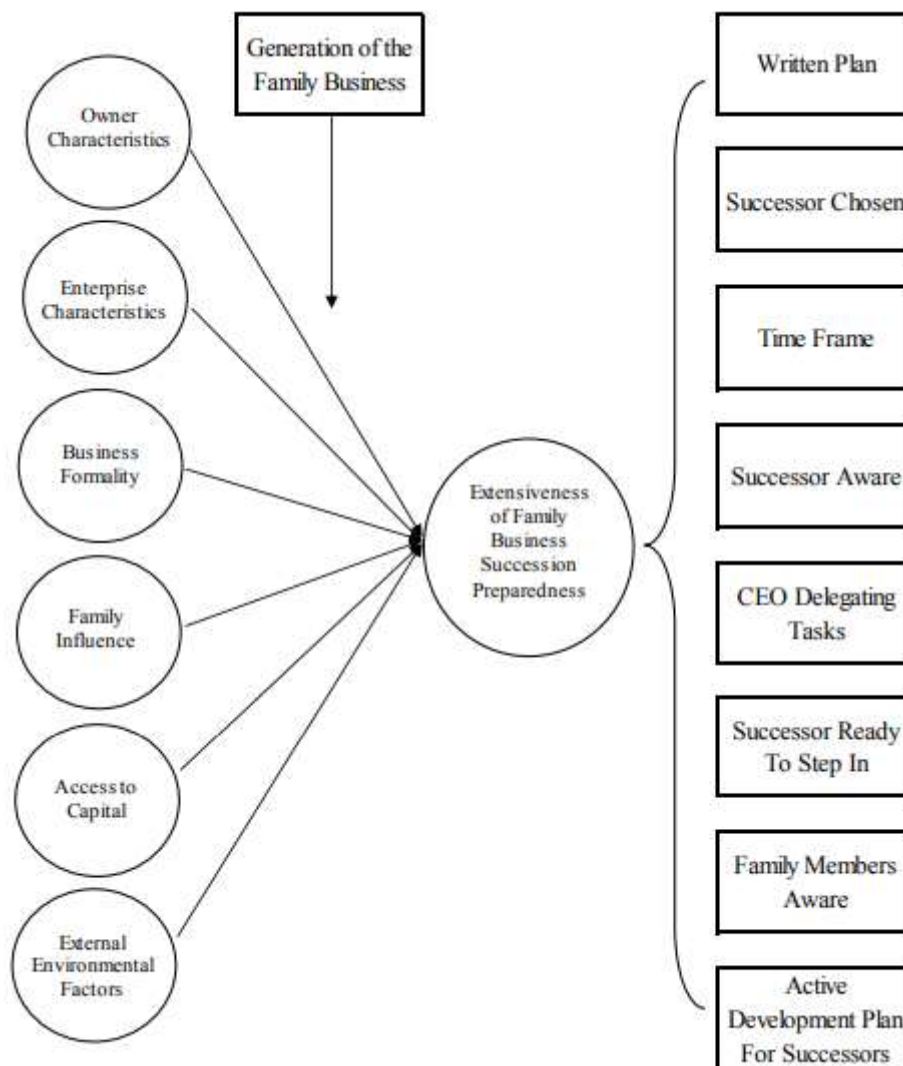 Generation of the
Family Business
Owner
Characteristics
Enterprise
Characteristics
Business
Formality
Family
Influence
Access to
Capital
External
Environmental
Factors
Extensiveness
of Family
Business
Succession
Preparedness
Written Plan
Successor Chosen
Time Frame
Successor Aware
CEO Delegating
Tasks
Successor Ready
To Step In
Family Members
Aware
Active
Development Plan
For Successors